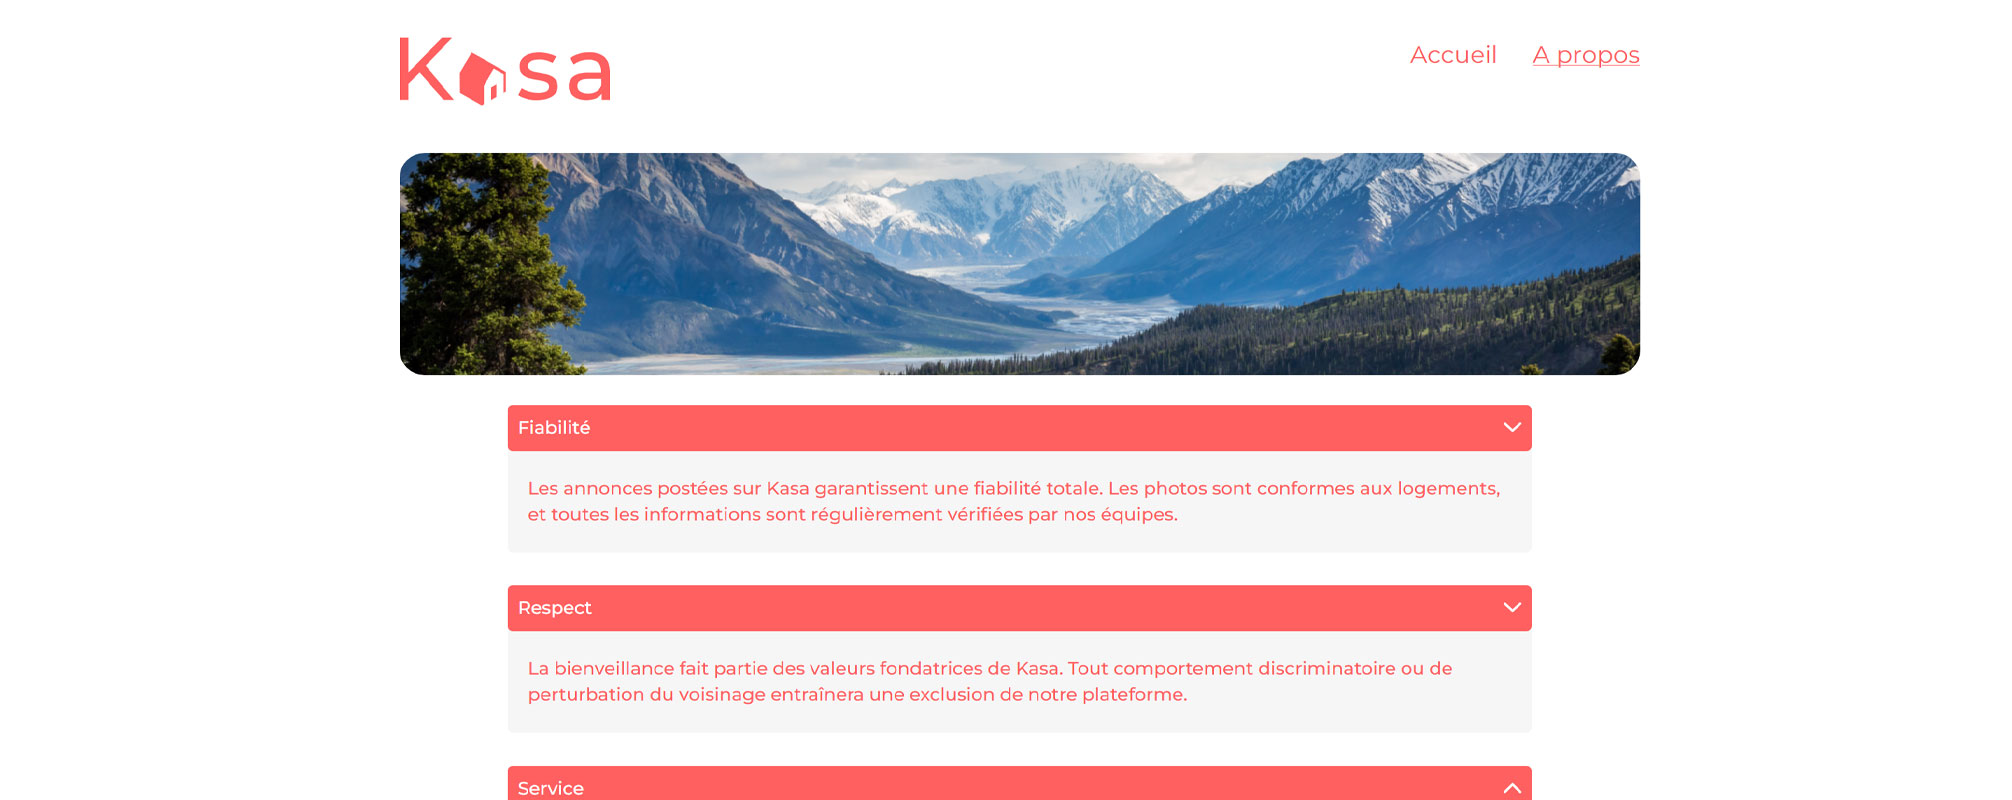 Kasa
Accueil
A propos
Fiabilité
Les annonces postées sur Kasa garantissent une fiabilité totale. Les photos sont conformes aux logements,
et toutes les informations sont régulièrement vérifiées par nos équipes.
Respect
La bienveillance fait partie des valeurs fondatrices de Kasa. Tout comportement discriminatoire ou de
perturbation du voisinage entraînera une exclusion de notre plateforme.
Service